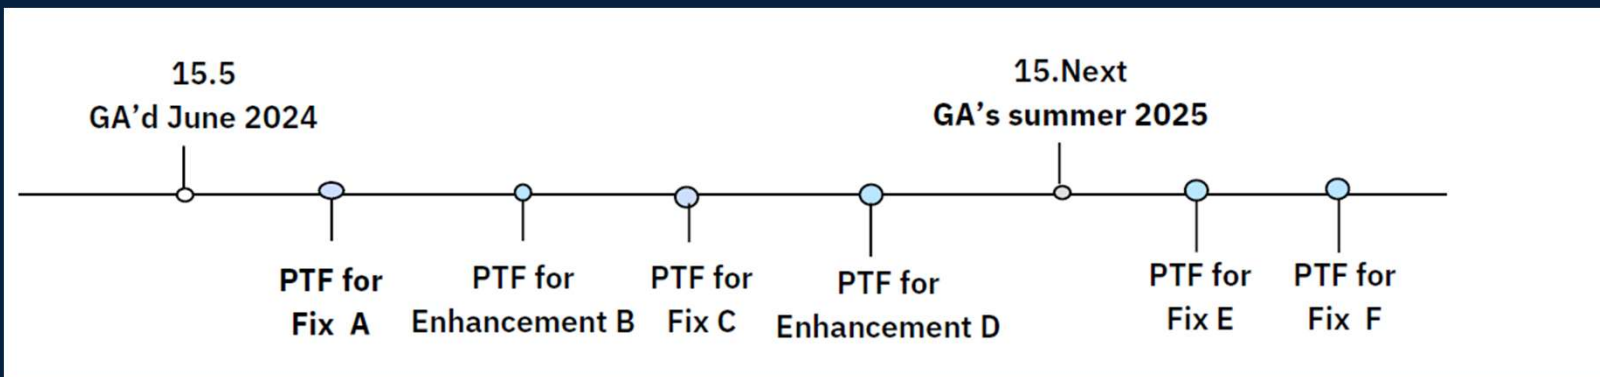 15.5
GA’d June 2024
15.Next
GA’s summer 2025
PTF for
Fix A
PTF for
Enhancement B
PTF for
Fix C
PTF for
Enhancement D
PTF for
Fix E
PTF for
Fix F